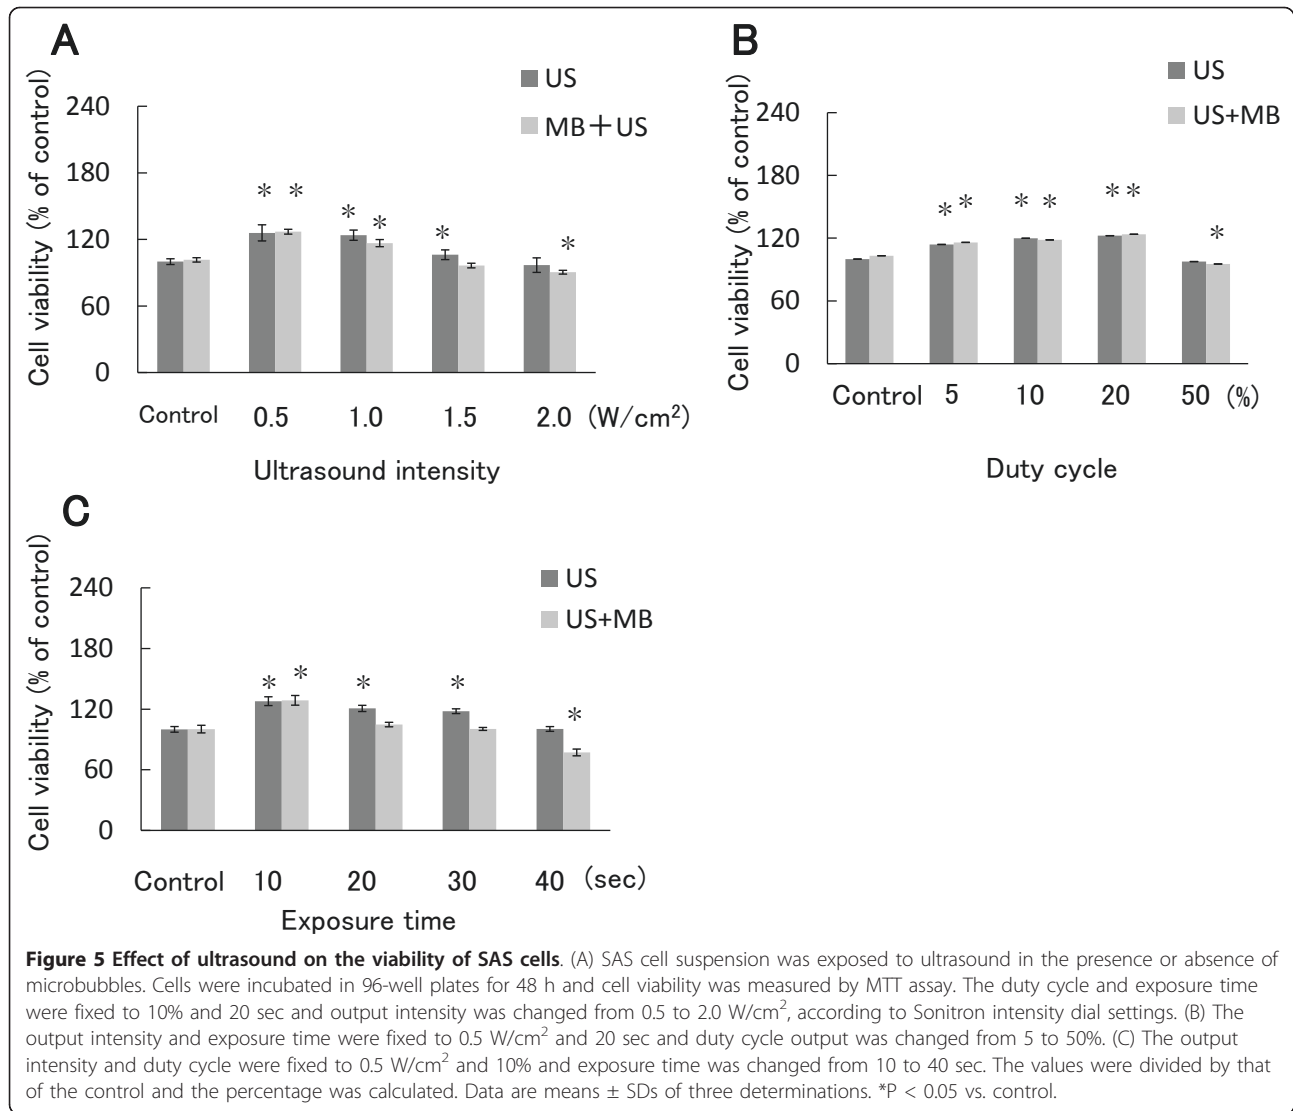 A
US
MB＋US
Cell viability (% of control)
240
180
120
60
0
* * * * * *
Control 0.5 1.0 1.5 2.0 (W/cm²)
Ultrasound intensity
B
US
US+MB
Cell viability (% of control)
240
180
120
60
0
* * * * * * *
Control 5 10 20 50 (%)
Duty cycle
C
US
US+MB
Cell viability (% of control)
240
180
120
60
0
* * * * *
Control 10 20 30 40 (sec)
Exposure time
Figure 5 Effect of ultrasound on the viability of SAS cells. (A) SAS cell suspension was exposed to ultrasound in the presence or absence of
microbubbles. Cells were incubated in 96-well plates for 48 h and cell viability was measured by MTT assay. The duty cycle and exposure time
were fixed to 10% and 20 sec and output intensity was changed from 0.5 to 2.0 W/cm², according to Sonitron intensity dial settings. (B) The
output intensity and exposure time were fixed to 0.5 W/cm² and 20 sec and duty cycle output was changed from 5 to 50%. (C) The output
intensity and duty cycle were fixed to 0.5 W/cm² and 10% and exposure time was changed from 10 to 40 sec. The values were divided by that
of the control and the percentage was calculated. Data are means ± SDs of three determinations. *P < 0.05 vs. control.